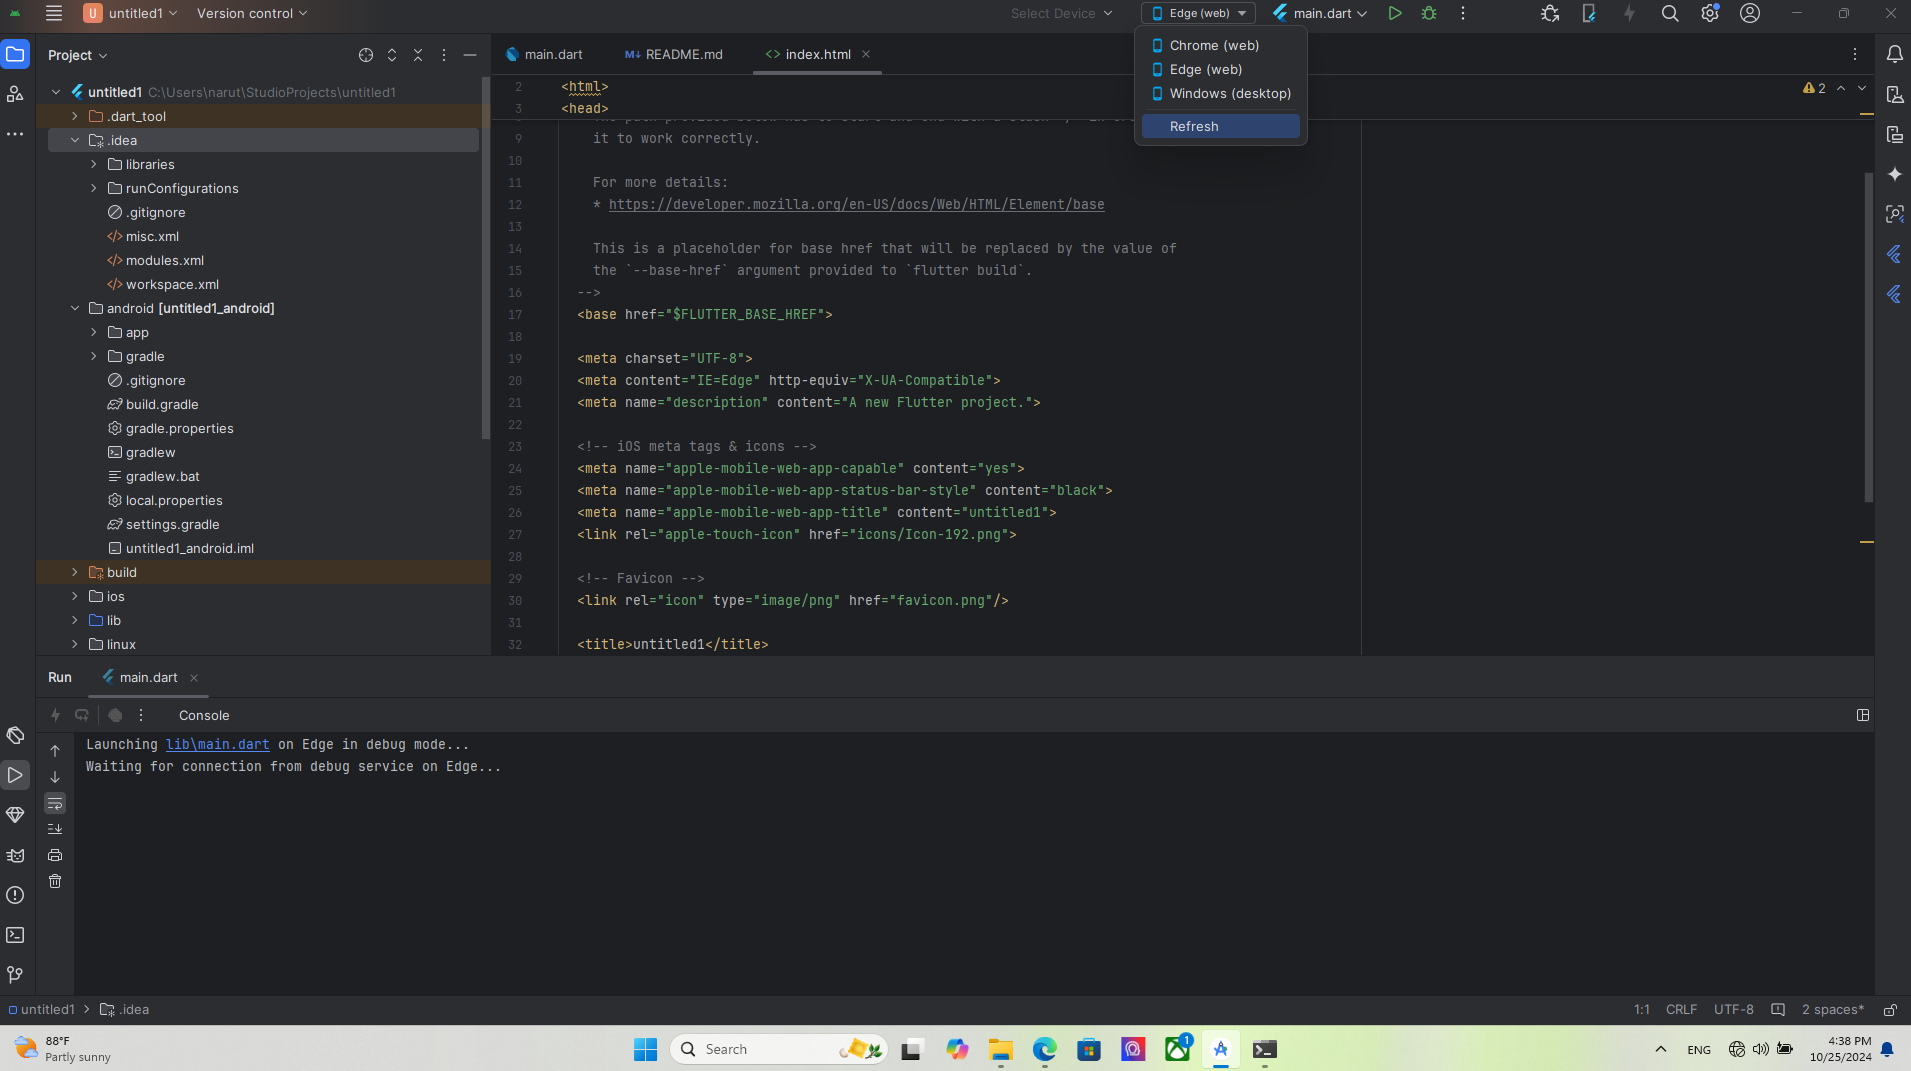 U untitled1 Version control Select Device Edge (web) main.dart
Project
main.dart README.md index.html
Chrome (web)
Edge (web)
Windows (desktop)
Refresh
untitled1 C:\Users\narut\StudioProjects\untitled1
.dart_tool
.idea
libraries
runConfigurations
.gitignore
misc.xml
modules.xml
workspace.xml
android [untitled1_android]
app
gradle
.gitignore
build.gradle
gradle.properties
gradlew
gradlew.bat
local.properties
settings.gradle
untitled1_android.iml
build
ios
lib
linux
2
2 <html>
3 <head>
9 it to work correctly.
10
11 For more details:
12 * https://developer.mozilla.org/en-US/docs/Web/HTML/Element/base
13
14 This is a placeholder for base href that will be replaced by the value of
15 the `--base-href` argument provided to `flutter build`.
16 -->
17 <base href="$FLUTTER_BASE_HREF">
18
19 <meta charset="UTF-8">
20 <meta content="IE=Edge" http-equiv="X-UA-Compatible">
21 <meta name="description" content="A new Flutter project.">
22
23 <!-- iOS meta tags & icons -->
24 <meta name="apple-mobile-web-app-capable" content="yes">
25 <meta name="apple-mobile-web-app-status-bar-style" content="black">
26 <meta name="apple-mobile-web-app-title" content="untitled1">
27 <link rel="apple-touch-icon" href="icons/Icon-192.png">
28
29 <!-- Favicon -->
30 <link rel="icon" type="image/png" href="favicon.png"/>
31
32 <title>untitled1</title>
Run main.dart
Console
Launching lib\main.dart on Edge in debug mode...
Waiting for connection from debug service on Edge...
untitled1 > .idea
1:1 CRLF UTF-8 2 spaces*
88°F
Partly sunny
Search
1
ENG
4:38 PM
10/25/2024